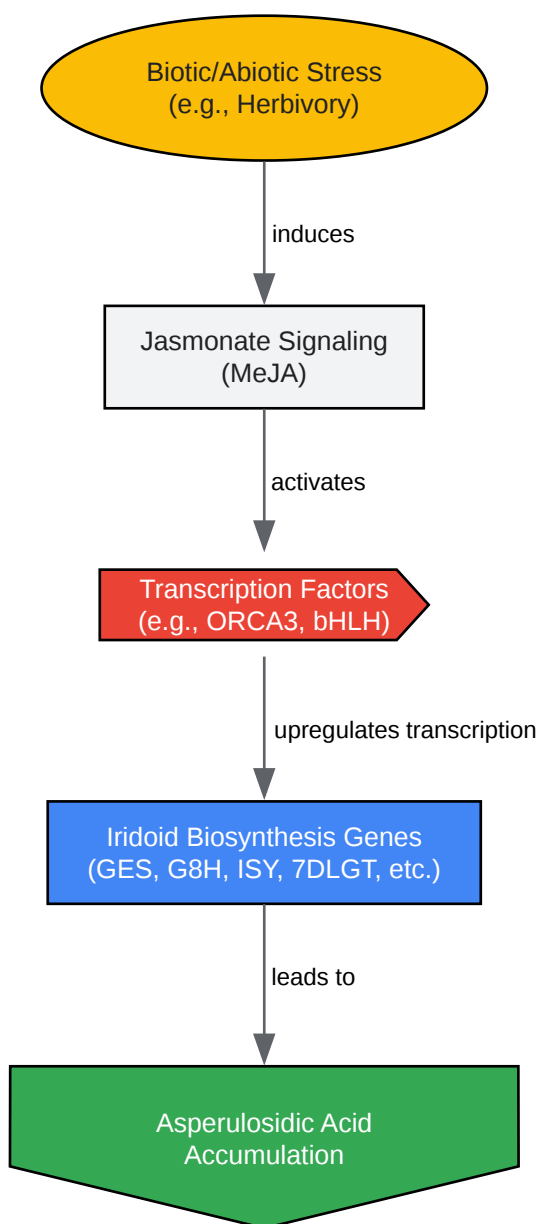 Biotic/Abiotic Stress
(e.g., Herbivory)
induces
Jasmonate Signaling
(MeJA)
activates
Transcription Factors
(e.g., ORCA3, bHLH)
upregulates transcription
Iridoid Biosynthesis Genes
(GES, G8H, ISY, 7DLGT, etc.)
leads to
Asperulosidic Acid
Accumulation